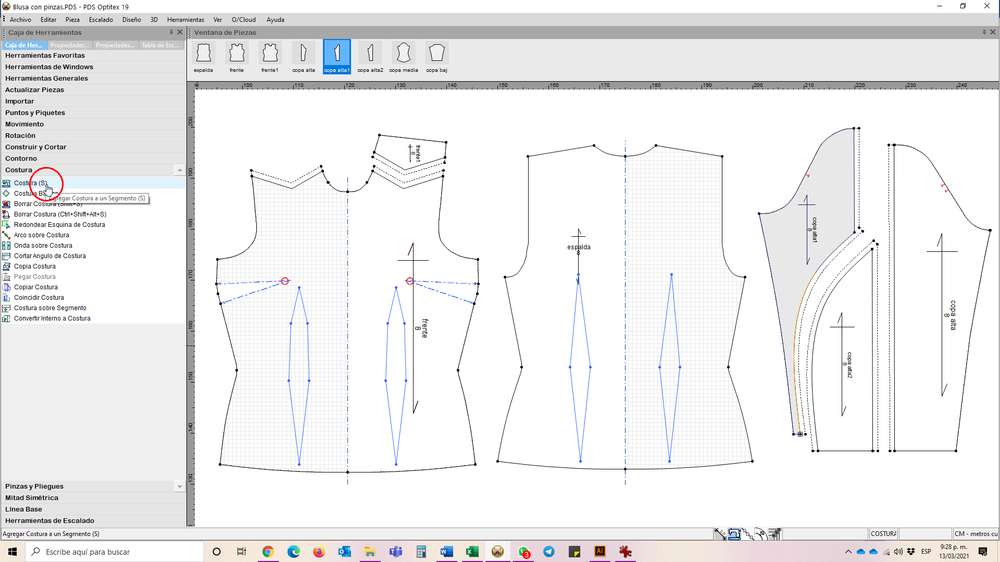 Blusa con pinzas.PDS - PDS Optitex 19
Archivo Editar Pieza Escalado Diseño 3D Herramientas Ver O/Cloud Ayuda
Caja de Herramientas
Caja de Her... Propiedades... Propiedades... Tabla de Esc...
Herramientas Favoritas
Herramientas de Windows
Herramientas Generales
Actualizar Piezas
Importar
Puntos y Piquetes
Movimiento
Rotación
Construir y Cortar
Contorno
Costura
Costura (S)
Costura
Agregar Costura a un Segmento (S)
Borrar Costura (Shift+S)
Borrar Costura (Ctrl+Shift+Alt+S)
Redondear Esquina de Costura
Arco sobre Costura
Onda sobre Costura
Cortar Angulo de Costura
Copia Costura
Pegar Costura
Copiar Costura
Coincidir Costura
Costura sobre Segmento
Convertir Interno a Costura
Pinzas y Pliegues
Mitad Simétrica
Línea Base
Herramientas de Escalado
Ventana de Piezas
espalda frente frente1 copa alta copa alta1 copa alta2 copa media copa baj
100 110 120 130 140 150 160 170 180 190 200 210 220 230 240
200
190
180
170
160
150
140
130
frente1
8
frente
8
espalda
8
copa alta1
8
copa alta2
8
copa alta
8
Agregar Costura a un Segmento (S)
COSTURA
CM - metros cu
Escribe aquí para buscar
3
Ai
ESP
9:28 p. m.
13/03/2021